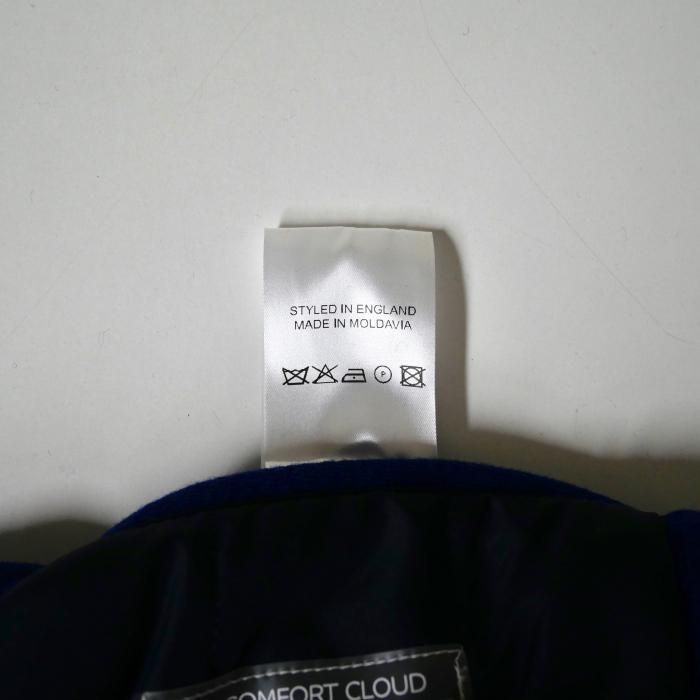 STYLED IN ENGLAND
MADE IN MOLDAVIA
P
COMFORT CLOUD